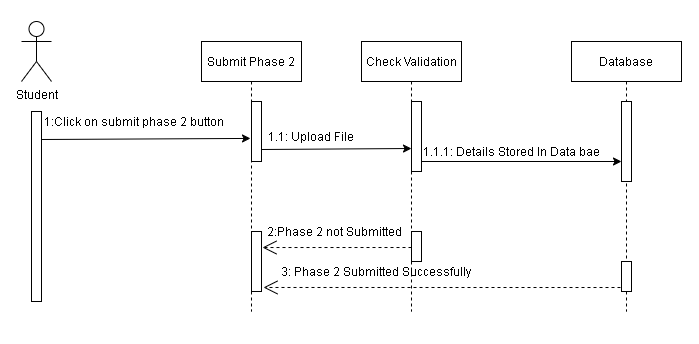 Submit Phase 2
Check Validation
Database
Student
1:Click on submit phase 2 button
1.1: Upload File
1.1.1: Details Stored In Data bae
2:Phase 2 not Submitted
3: Phase 2 Submitted Successfully